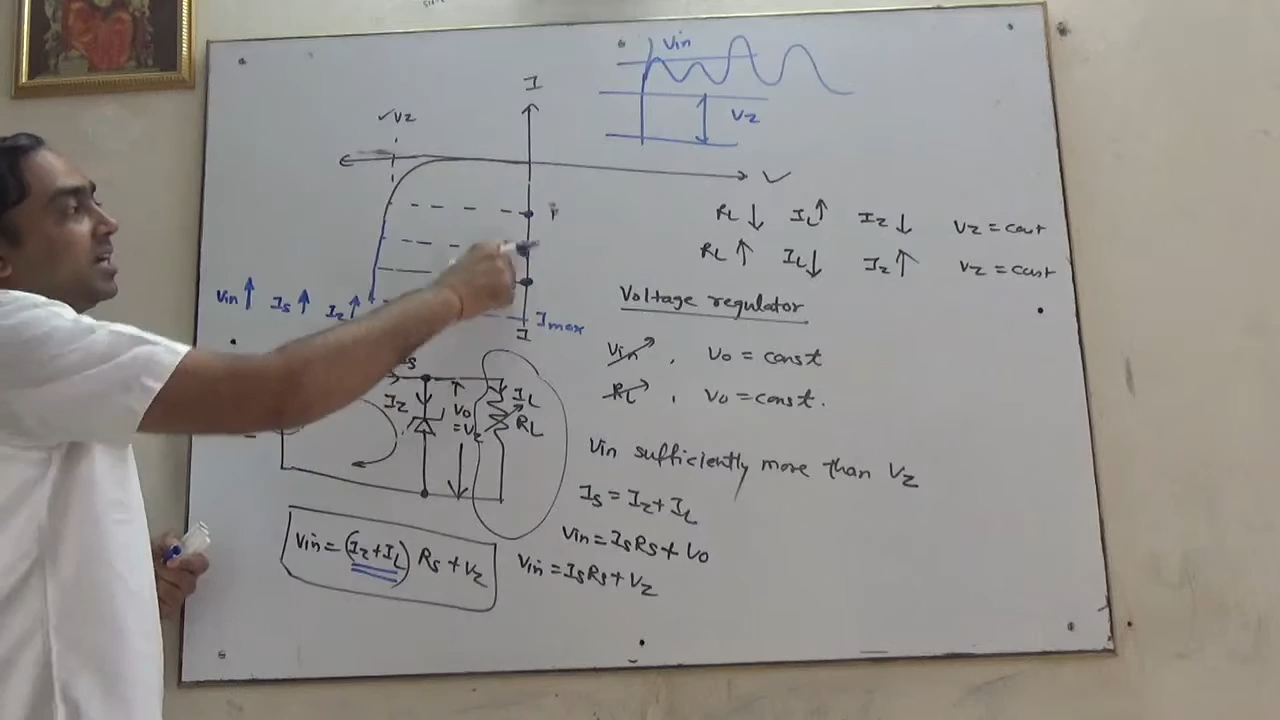 Vin
Vz
I
✓Vz
V
RL ↓ IL ↑ Iz ↓ Vz = cont
RL ↑ IL ↓ Iz ↑ Vz = cust
Voltage regulator
Vin ↑ Is ↑ Iz ↑
Imax
I
Vin , Vo = const
RL , Vo = const.
s
Iz
Vo
= Vz
IL
RL
Vin sufficiently more than Vz
Is = Iz + IL
Vin = IsRs + Vo
Vin = IsRs + Vz
Vin = (Iz + IL) Rs + Vz